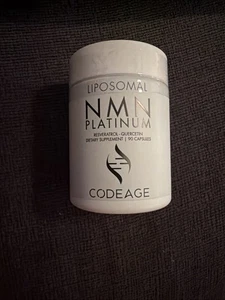 LIPOSOMAL
NMN
PLATINUM
RESVERATROL - QUERCETIN
DIETARY SUPPLEMENT | 90 CAPSULES
CODEAGE